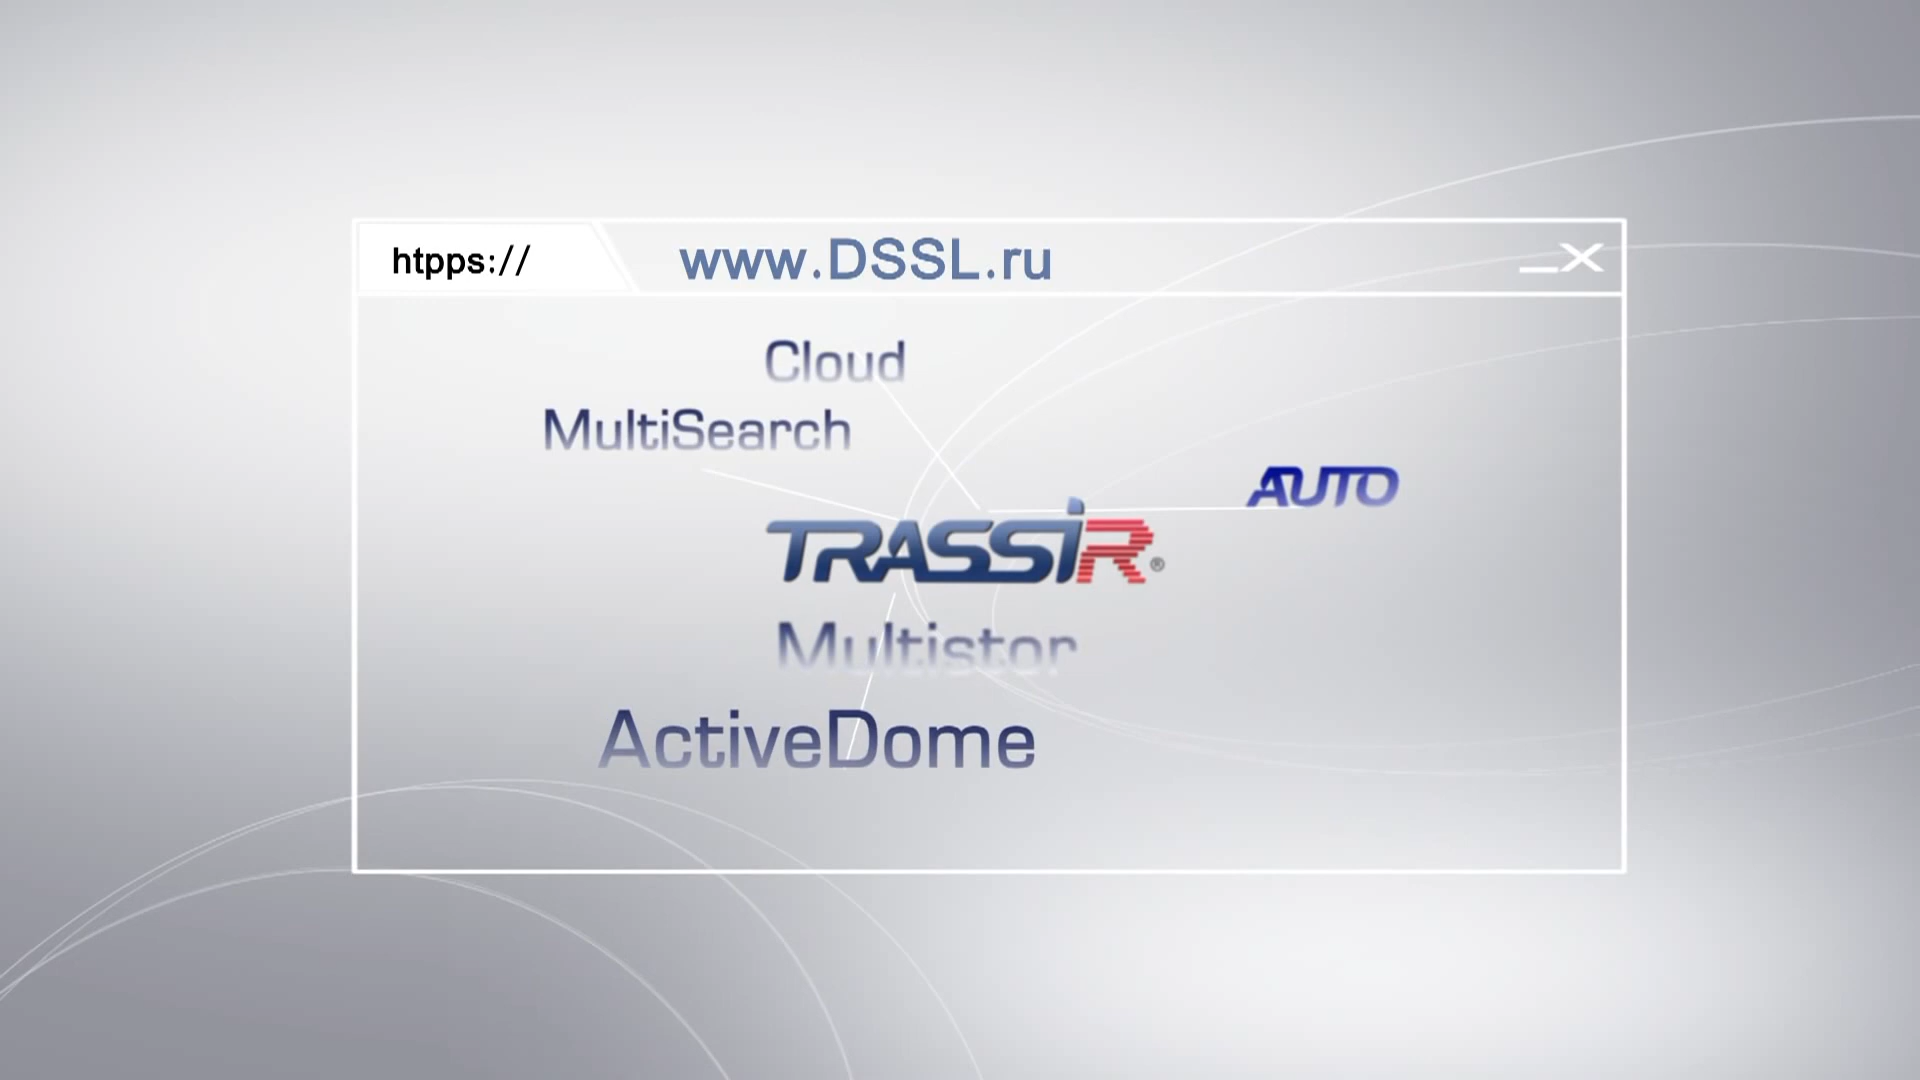 htpps:// www.DSSL.ru
Cloud
MultiSearch
AUTO
TRASSiR®
Multistor
ActiveDome